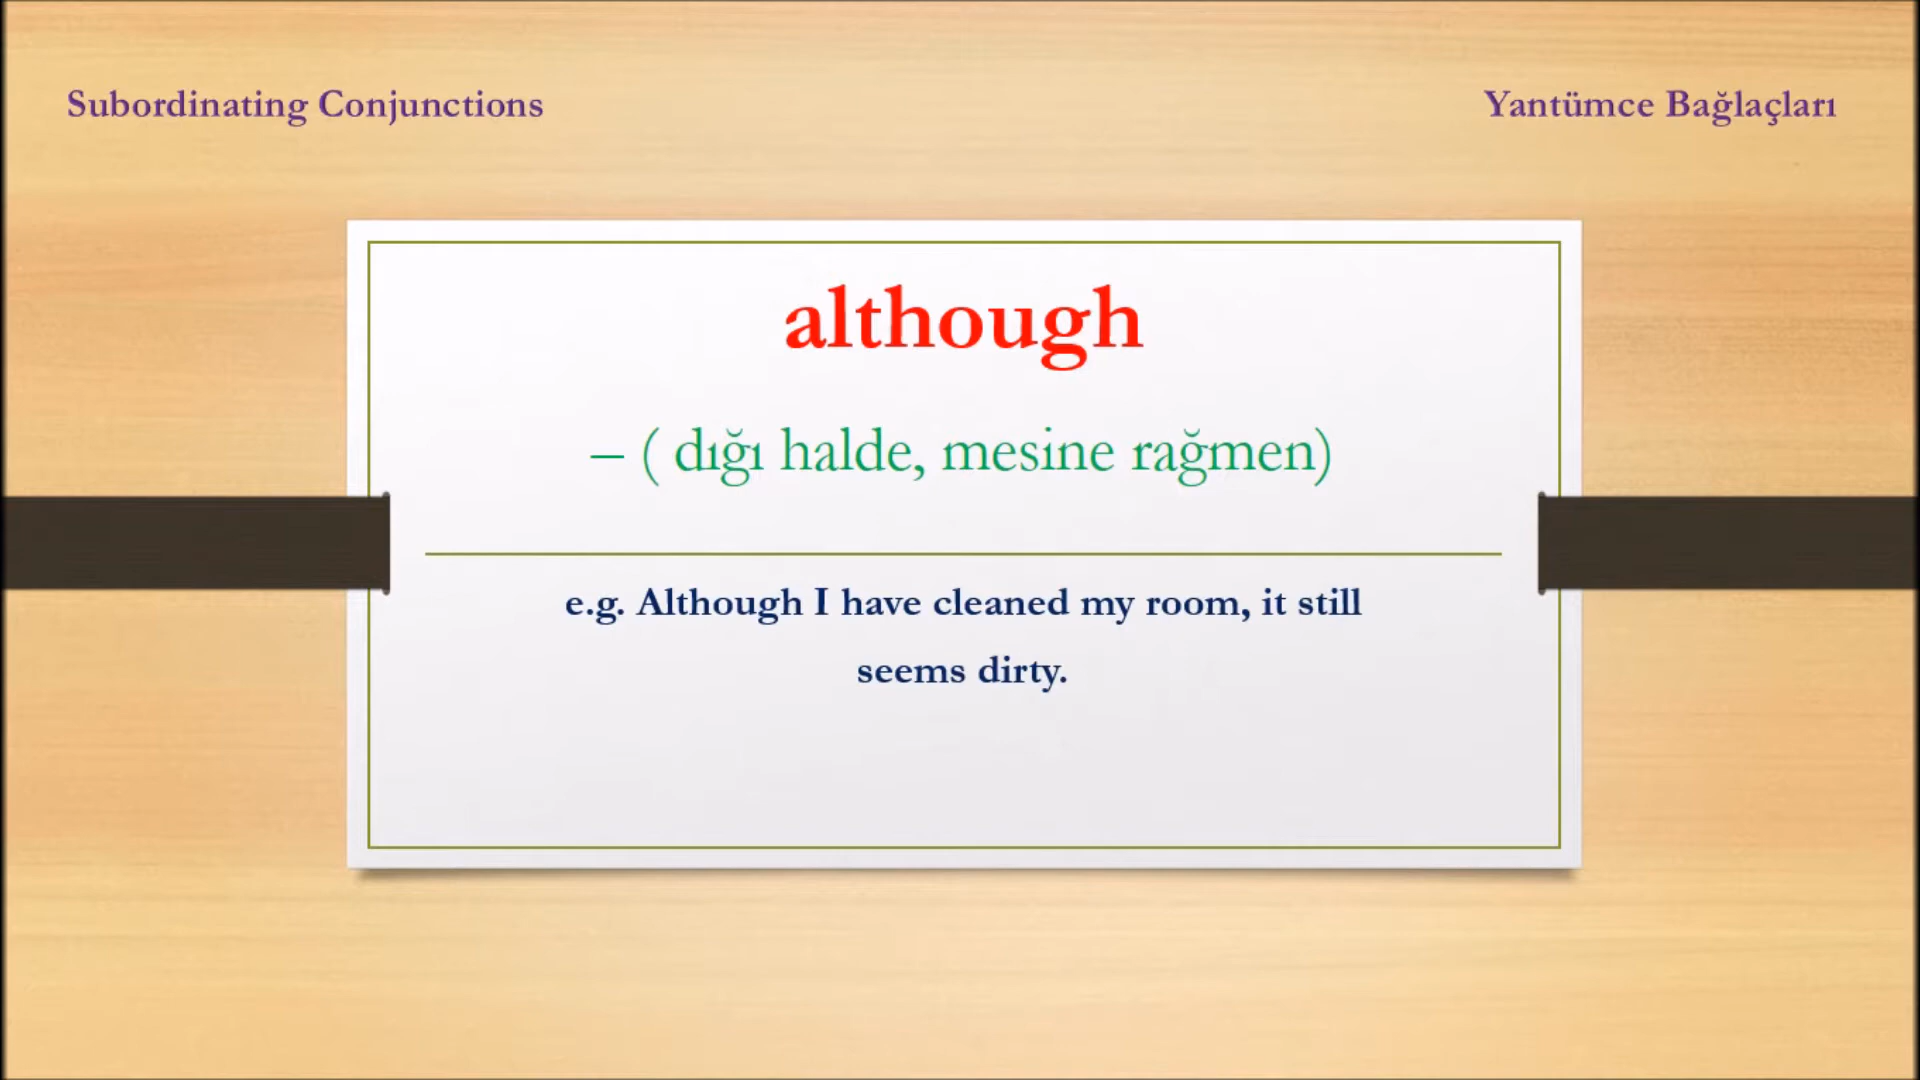 Subordinating Conjunctions
Yantümce Bağlaçları
although
– ( dığı halde, mesine rağmen)
e.g. Although I have cleaned my room, it still
seems dirty.